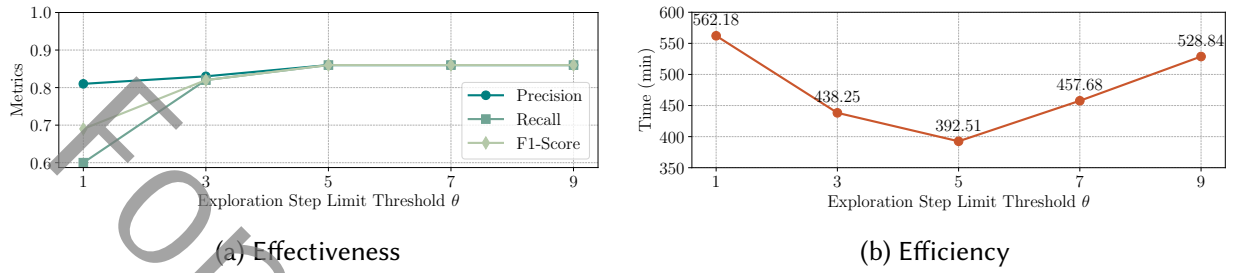 1.0
0.9
0.8
0.7
0.6
Metrics
1 3 5 7 9
Exploration Step Limit Threshold θ
Precision
Recall
F1-Score
(a) Effectiveness
600
550
500
450
400
350
Time (min)
562.18
438.25
392.51
457.68
528.84
1 3 5 7 9
Exploration Step Limit Threshold θ
(b) Efficiency
For